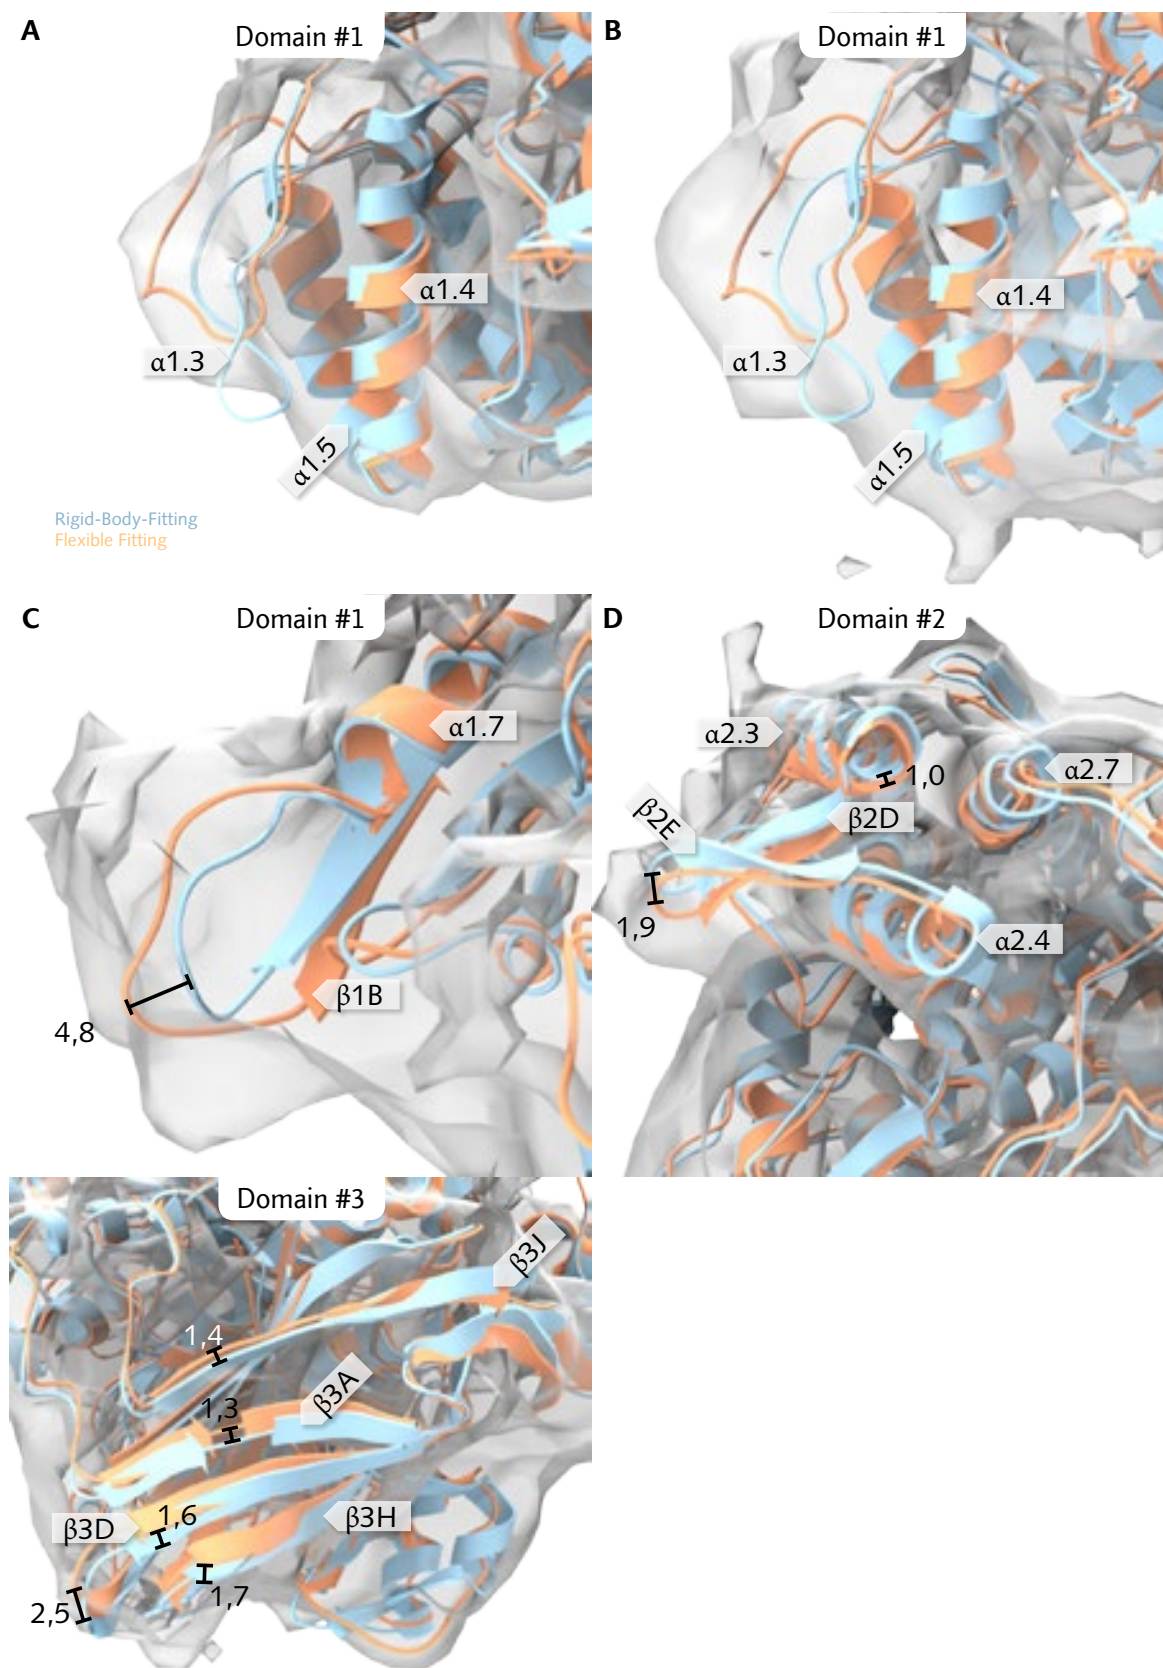 A
Domain #1
α1.4
α1.3
α1.5
Rigid-Body-Fitting
Flexible Fitting
B
Domain #1
α1.4
α1.3
α1.5
C
Domain #1
α1.7
β1B
4,8
D
Domain #2
α2.3
α2.7
1,0
β2E
β2D
1,9
α2.4
Domain #3
β3J
1,4
β3A
1,3
1,6
β3D
β3H
1,7
2,5